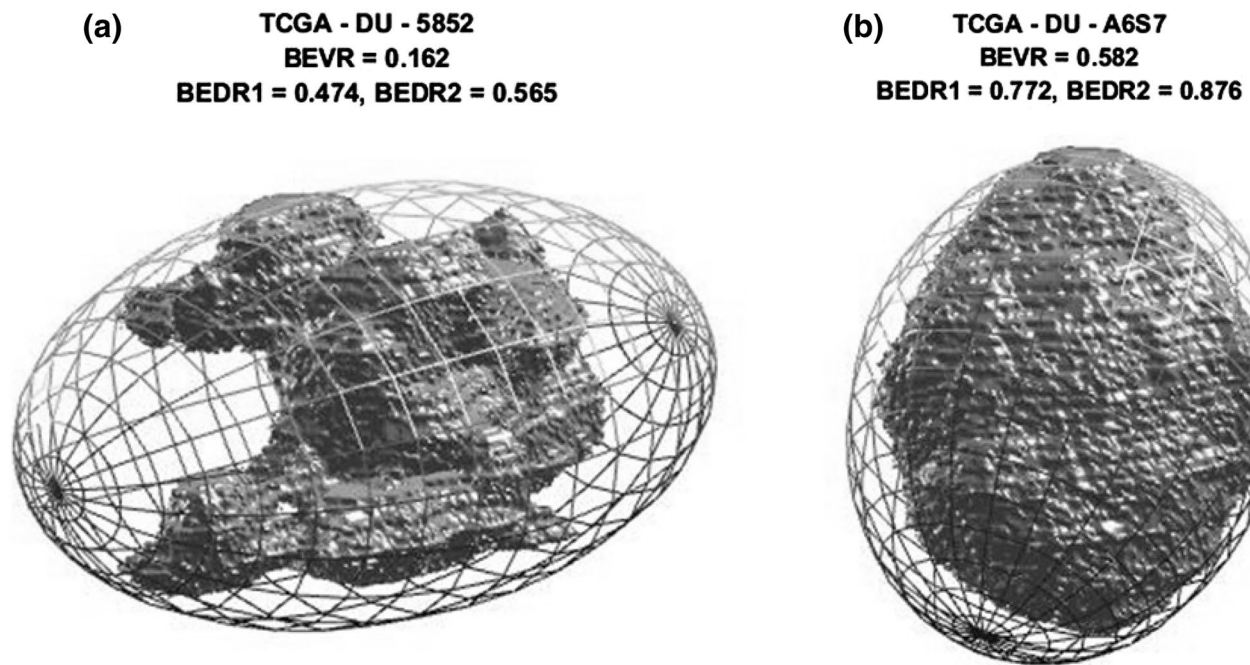 (a)
TCGA - DU - 5852
BEVR = 0.162
BEDR1 = 0.474, BEDR2 = 0.565
(b)
TCGA - DU - A6S7
BEVR = 0.582
BEDR1 = 0.772, BEDR2 = 0.876